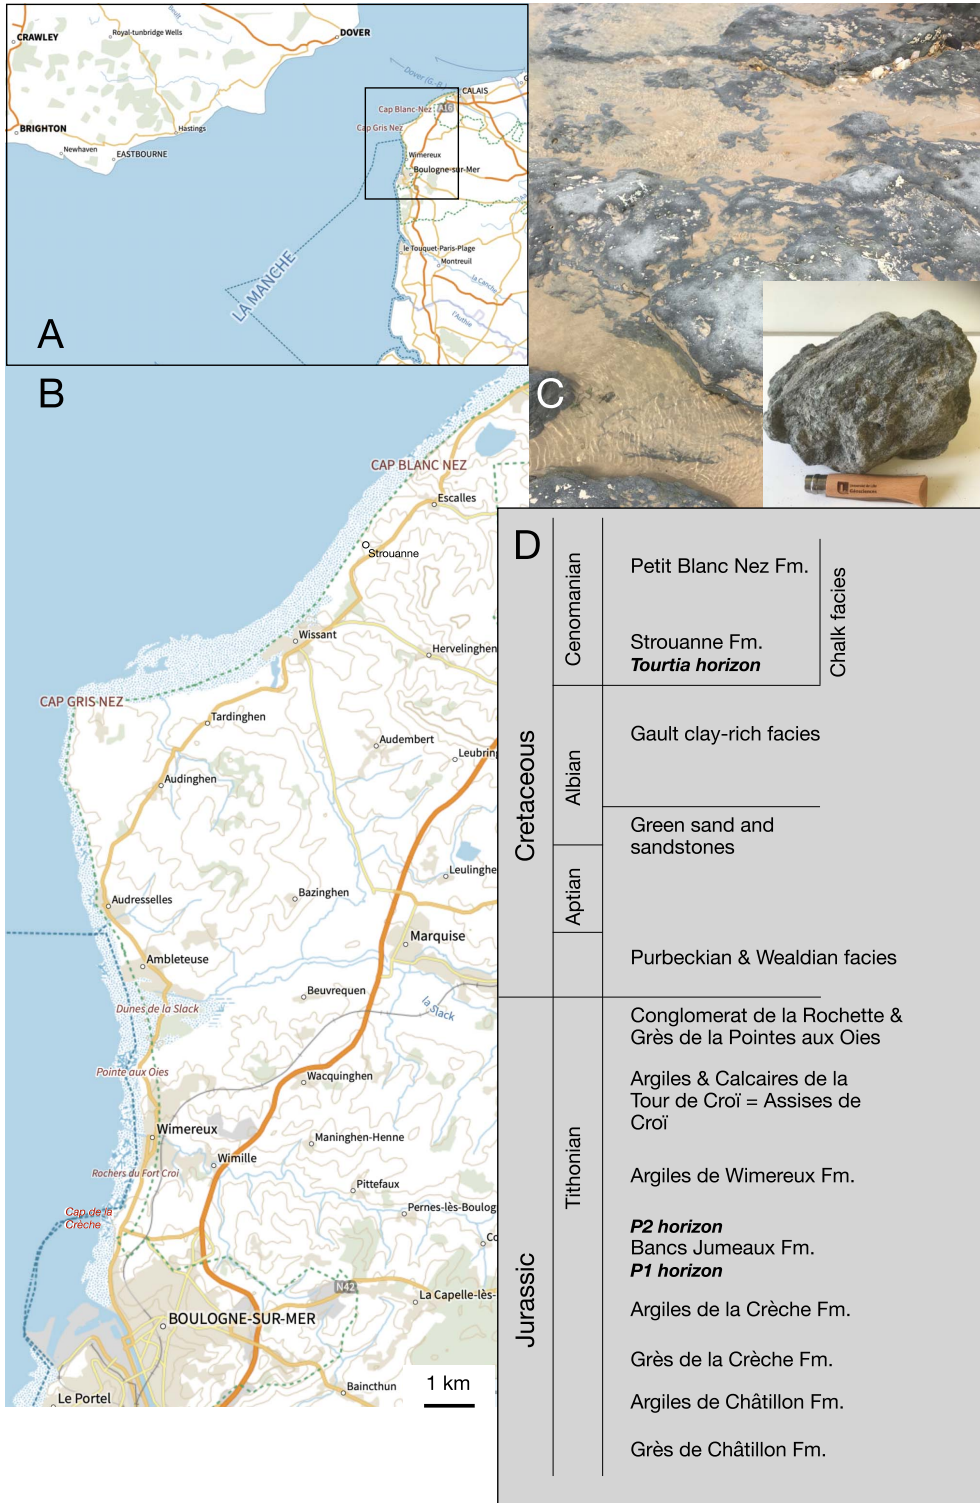 CRAWLEY
Royal-tunbridge Wells
DOVER
CALAIS
Cap Blanc-Nez
A16
Cap Gris Nez
BRIGHTON
Hastings
Newhaven
EASTBOURNE
Wimereux
Boulogne-sur-Mer
le Touquet-Paris-Plage
Montreuil
la Canche
l'Authie
LA MANCHE
A
B
CAP BLANC NEZ
Escalles
Strouanne
Wissant
Hervelinghen
CAP GRIS NEZ
Tardinghen
Audembert
Leubring
Audinghen
Leulinghe
Bazinghen
Audresselles
Marquise
Ambleteuse
Beuvrequen
Dunes de la Slack
la Slack
Pointe aux Oies
Wacquinghen
Wimereux
Maninghen-Henne
Wimille
Rochers du Fort Croi
Pittefaux
Cap de la
Crèche
Pernes-lès-Boulog
Co
N42
La Capelle-lès-
BOULOGNE-SUR-MER
Baincthun
Le Portel
1 km
C
D
Cretaceous
Jurassic
Cenomanian
Albian
Aptian
Tithonian
Petit Blanc Nez Fm.
Strouanne Fm.
Tourtia horizon
Chalk facies
Gault clay-rich facies
Green sand and
sandstones
Purbeckian & Wealdian facies
Conglomerat de la Rochette &
Grès de la Pointes aux Oies
Argiles & Calcaires de la
Tour de Croï = Assises de
Croï
Argiles de Wimereux Fm.
P2 horizon
Bancs Jumeaux Fm.
P1 horizon
Argiles de la Crèche Fm.
Grès de la Crèche Fm.
Argiles de Châtillon Fm.
Grès de Châtillon Fm.